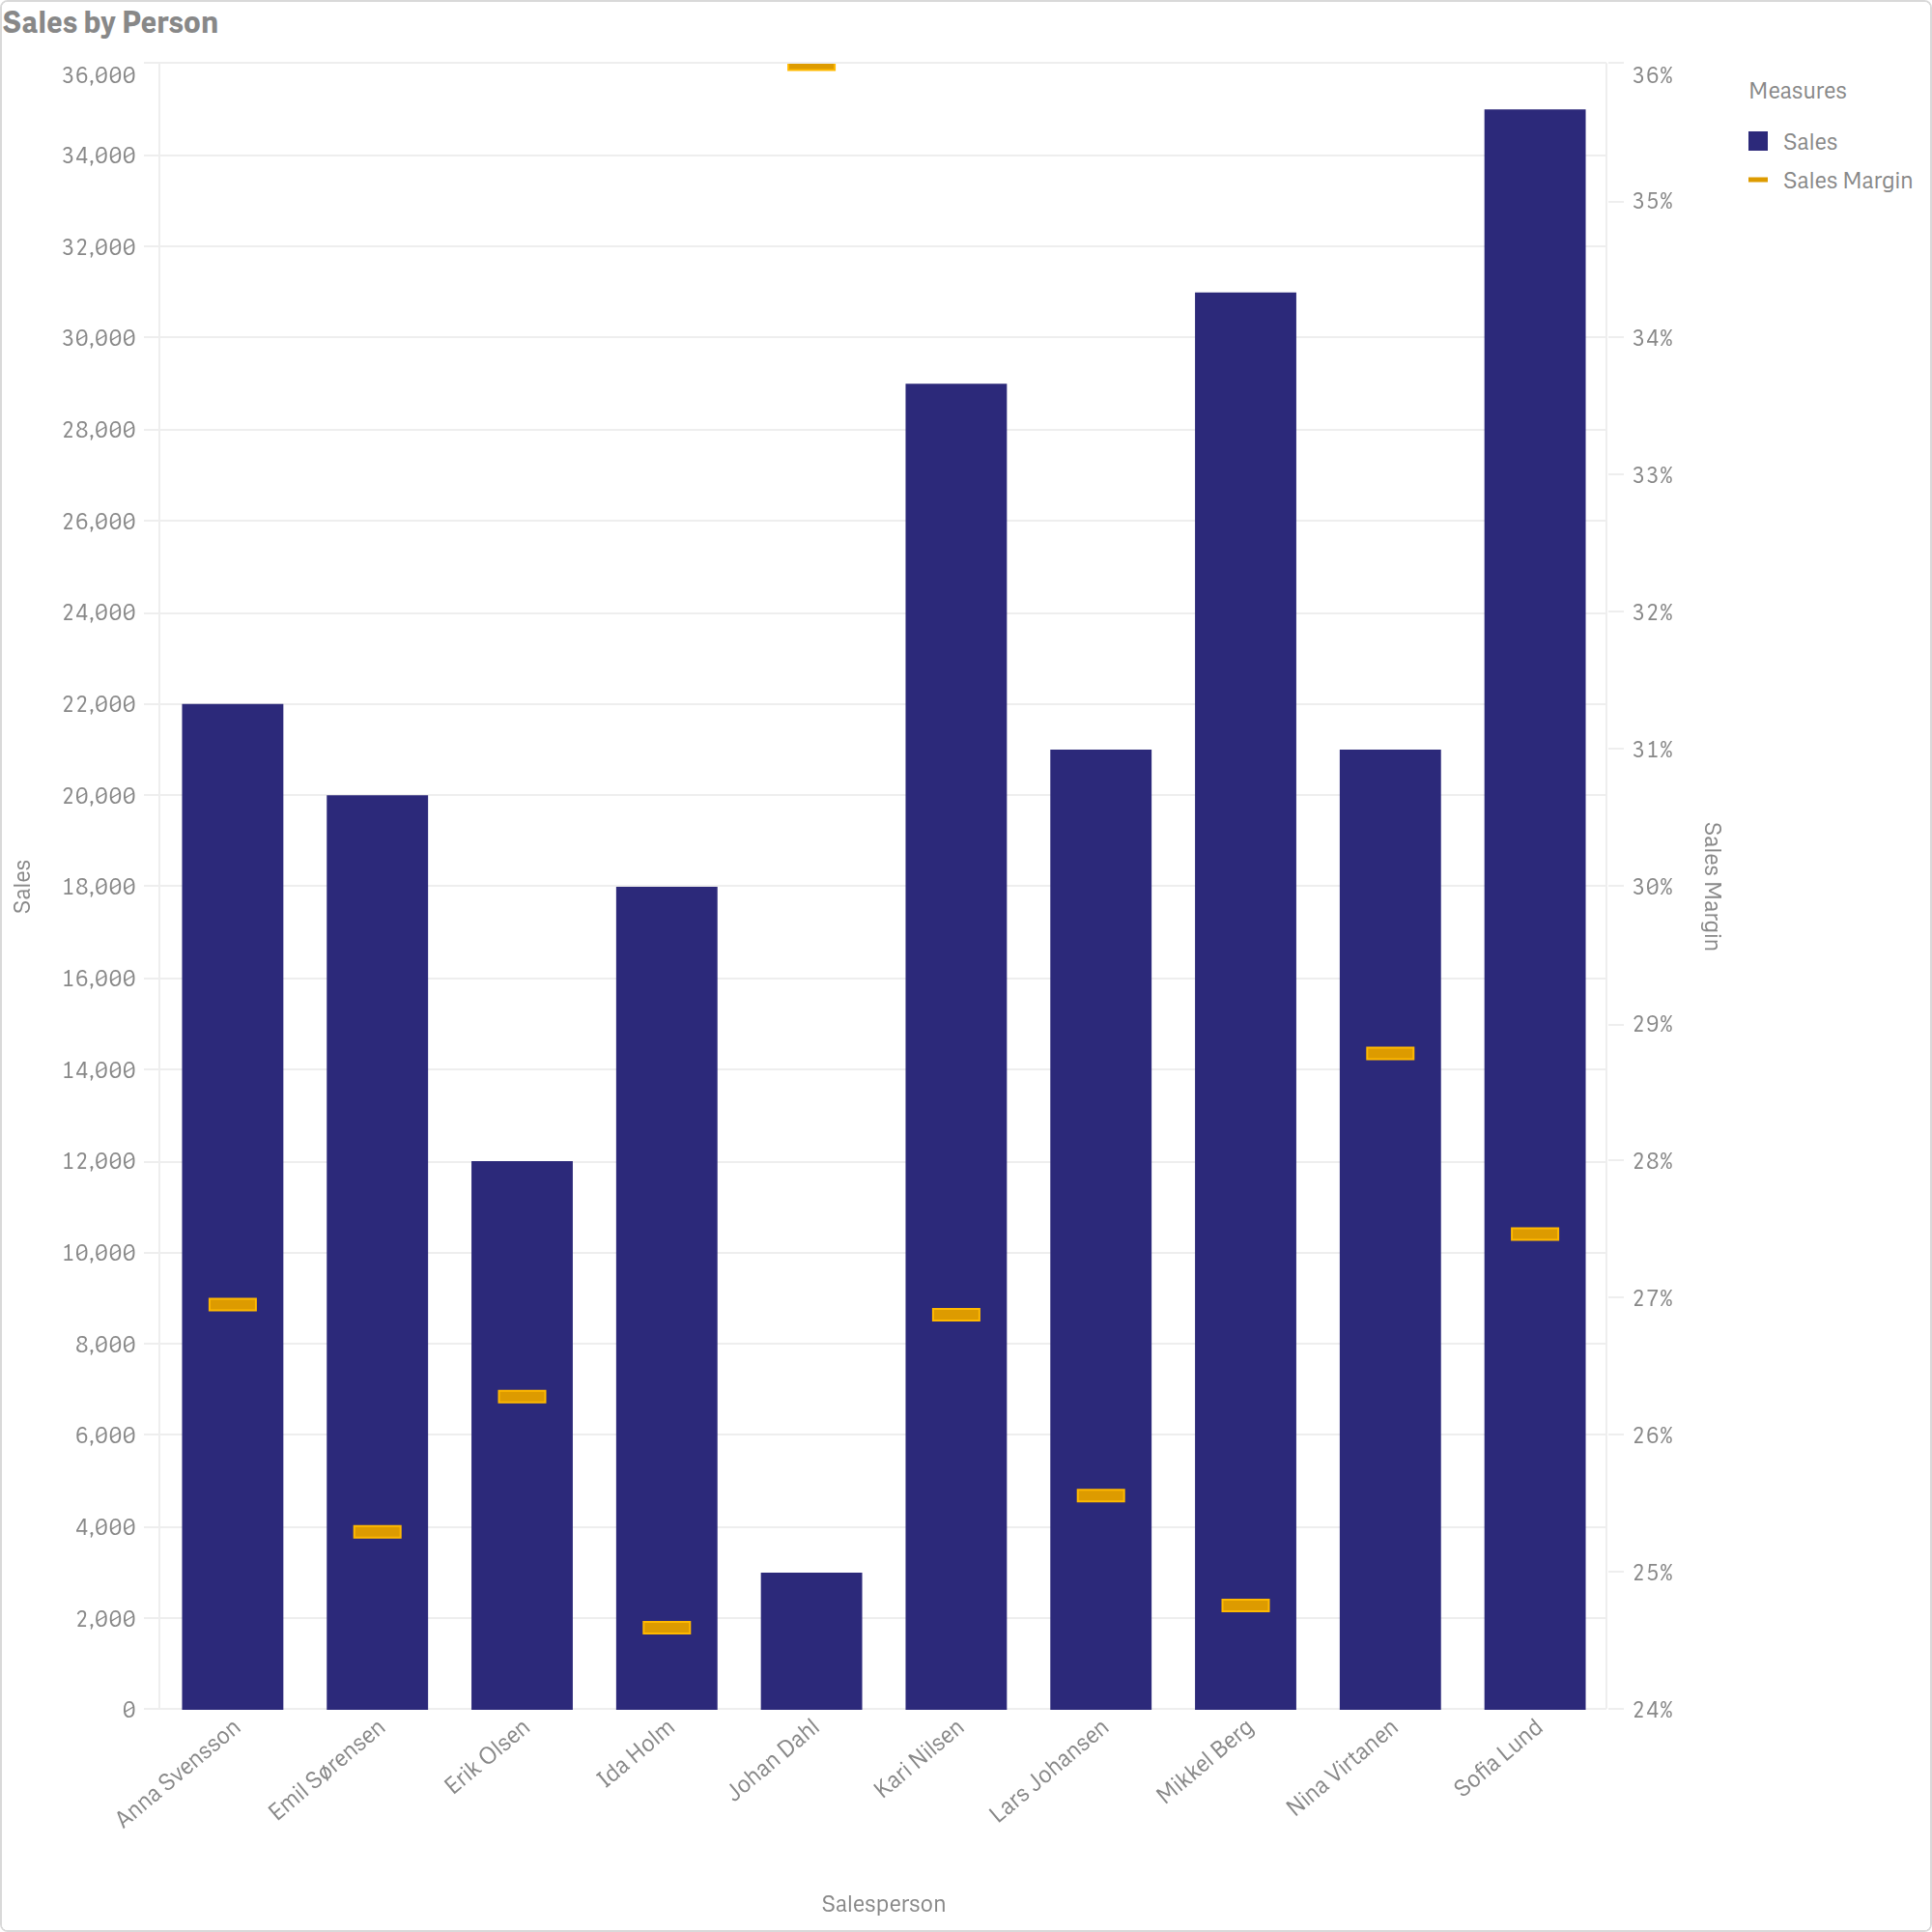 Sales by Person
36,000
34,000
32,000
30,000
28,000
26,000
24,000
22,000
20,000
18,000
16,000
14,000
12,000
10,000
8,000
6,000
4,000
2,000
0
Sales
36%
35%
34%
33%
32%
31%
30%
29%
28%
27%
26%
25%
24%
Sales Margin
Measures
Sales
Sales Margin
Anna Svensson
Emil Sørensen
Erik Olsen
Ida Holm
Johan Dahl
Kari Nilsen
Lars Johansen
Mikkel Berg
Nina Virtanen
Sofia Lund
Salesperson